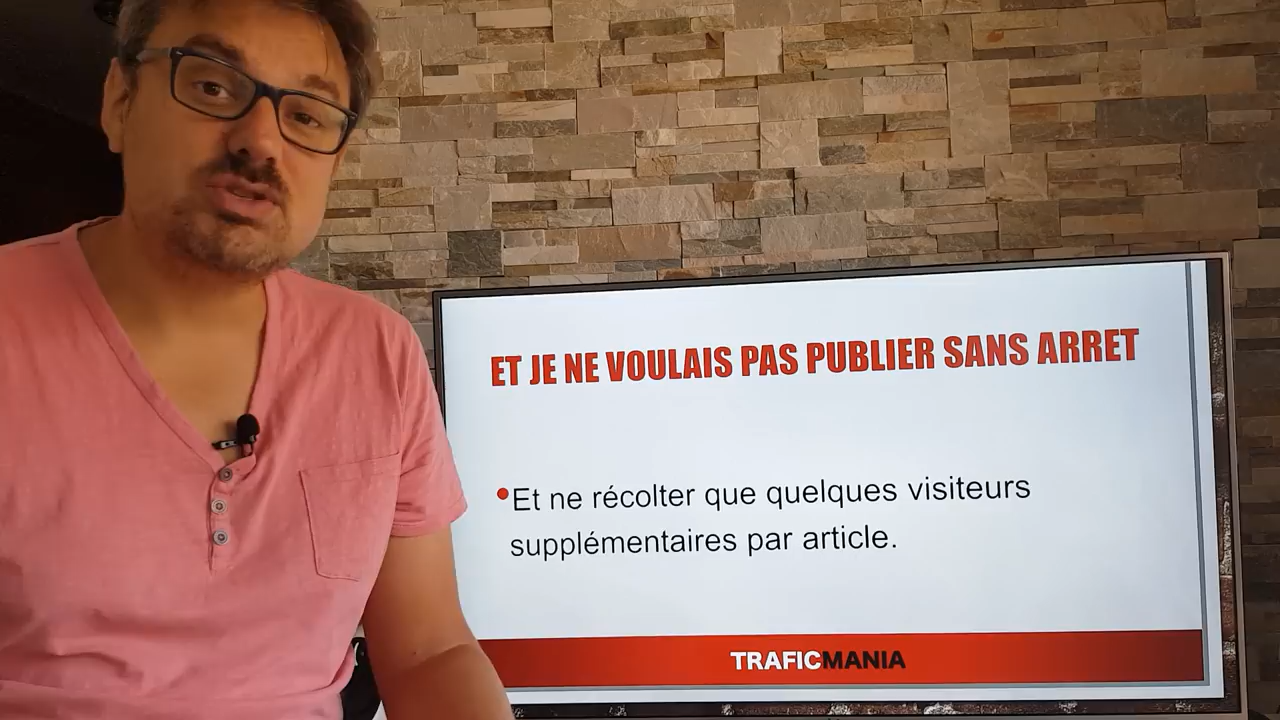 ET JE NE VOULAIS PAS PUBLIER SANS ARRET
•Et ne récolter que quelques visiteurs
supplémentaires par article.
TRAFICMANIA